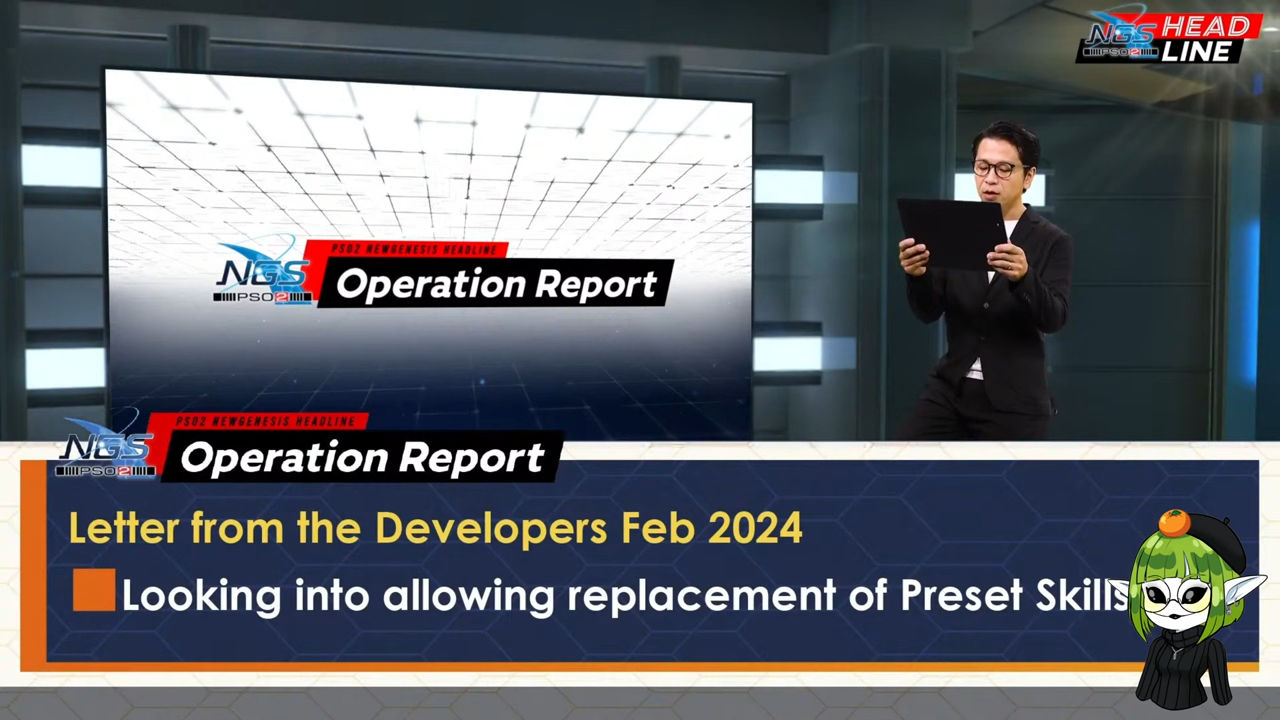 NGS HEAD
PSO2 LINE
PSO2 NEWGENESIS HEADLINE
NGS
PSO2
Operation Report
PSO2 NEWGENESIS HEADLINE
NGS
PSO2
Operation Report
Letter from the Developers Feb 2024
Looking into allowing replacement of Preset Skills